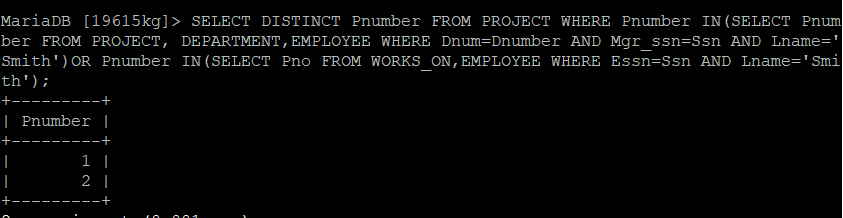 MariaDB [19615kg]> SELECT DISTINCT Pnumber FROM PROJECT WHERE Pnumber IN(SELECT Pnum
ber FROM PROJECT, DEPARTMENT,EMPLOYEE WHERE Dnum=Dnumber AND Mgr_ssn=Ssn AND Lname='
Smith')OR Pnumber IN(SELECT Pno FROM WORKS_ON,EMPLOYEE WHERE Essn=Ssn AND Lname='Smi
th');
+---------+
| Pnumber |
+---------+
|       1 |
|       2 |
+---------+